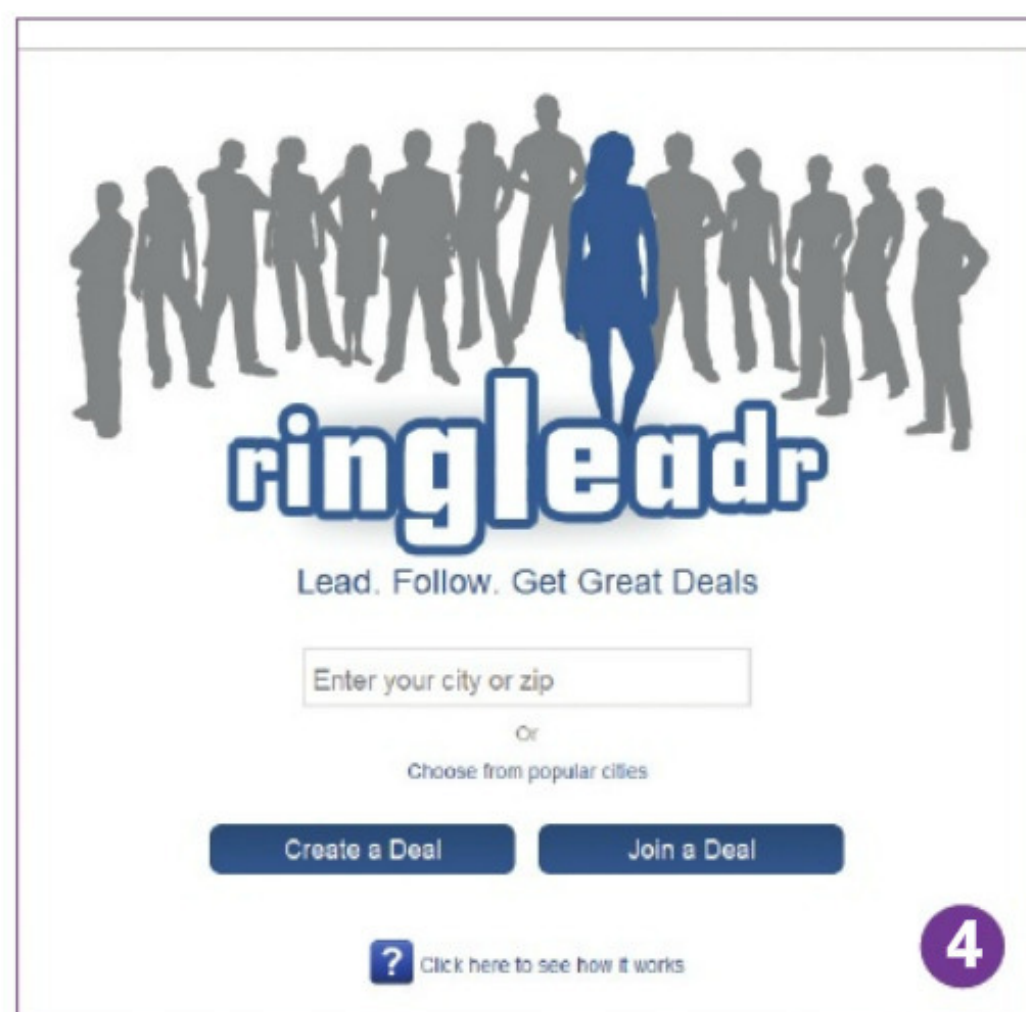 ringleadr
Lead. Follow. Get Great Deals
Enter your city or zip
Or
Choose from popular cities
Create a Deal Join a Deal
? Click here to see how it works
4